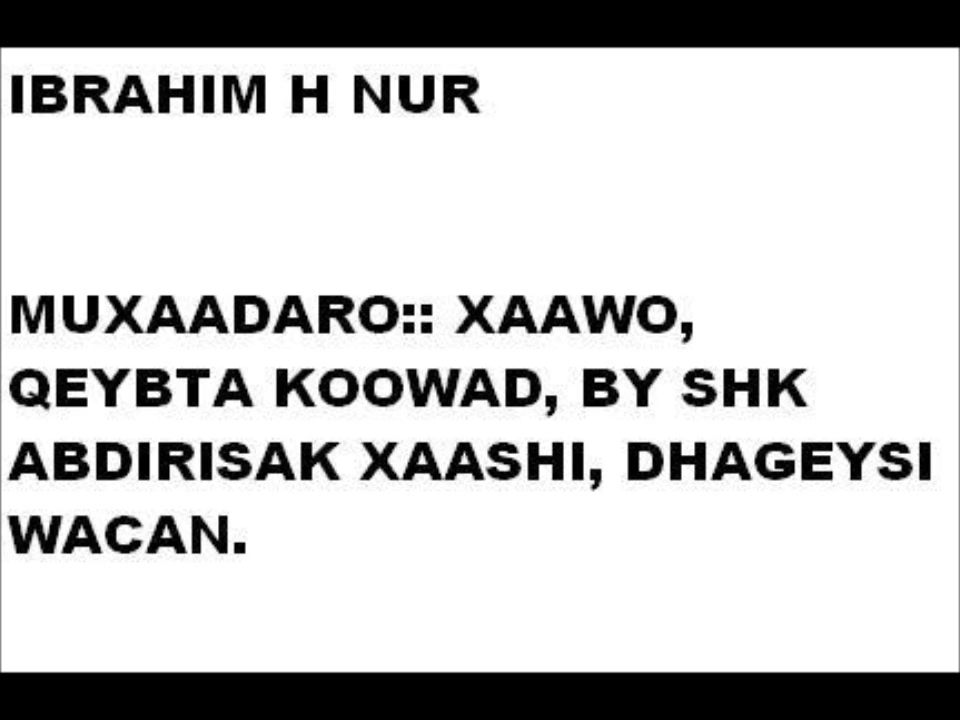 IBRAHIM H NUR
MUXAADARO:: XAAWO,
QEYBTA KOOWAD, BY SHK
ABDIRISAK XAASHI, DHAGEYSI
WACAN.